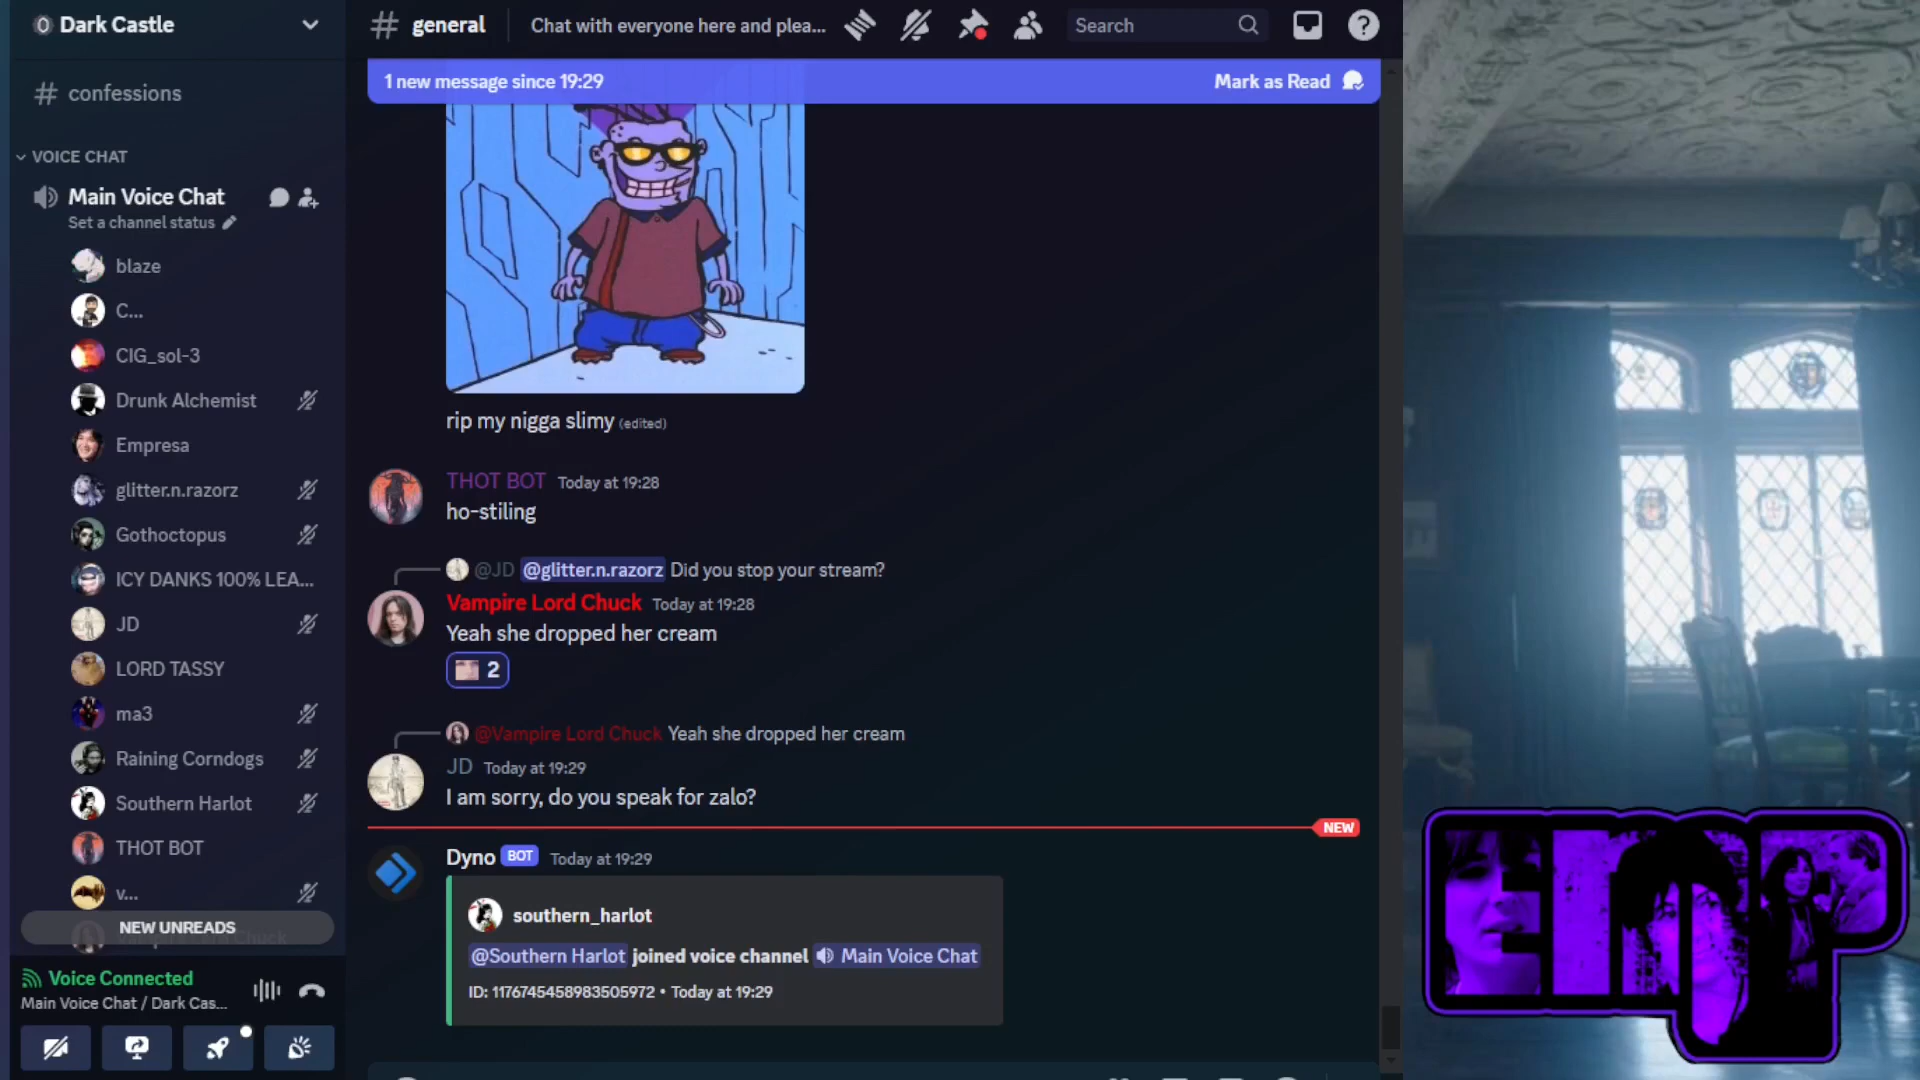 Dark Castle
confessions
VOICE CHAT
Main Voice Chat
Set a channel status
blaze
C...
CIG_sol-3
Drunk Alchemist
Empresa
glitter.n.razorz
Gothoctopus
ICY DANKS 100% LEA...
JD
LORD TASSY
ma3
Raining Corndogs
Southern Harlot
THOT BOT
v...
NEW UNREADS
Voice Connected
Main Voice Chat / Dark Cas...
# general
Chat with everyone here and plea...
Search
1 new message since 19:29
Mark as Read
rip my nigga slimy (edited)
THOT BOT Today at 19:28
ho-stiling
@JD @glitter.n.razorz Did you stop your stream?
Vampire Lord Chuck Today at 19:28
Yeah she dropped her cream
2
@Vampire Lord Chuck Yeah she dropped her cream
JD Today at 19:29
I am sorry, do you speak for zalo?
NEW
Dyno BOT Today at 19:29
southern_harlot
@Southern Harlot joined voice channel Main Voice Chat
ID: 1176745458983505972 • Today at 19:29
EMP